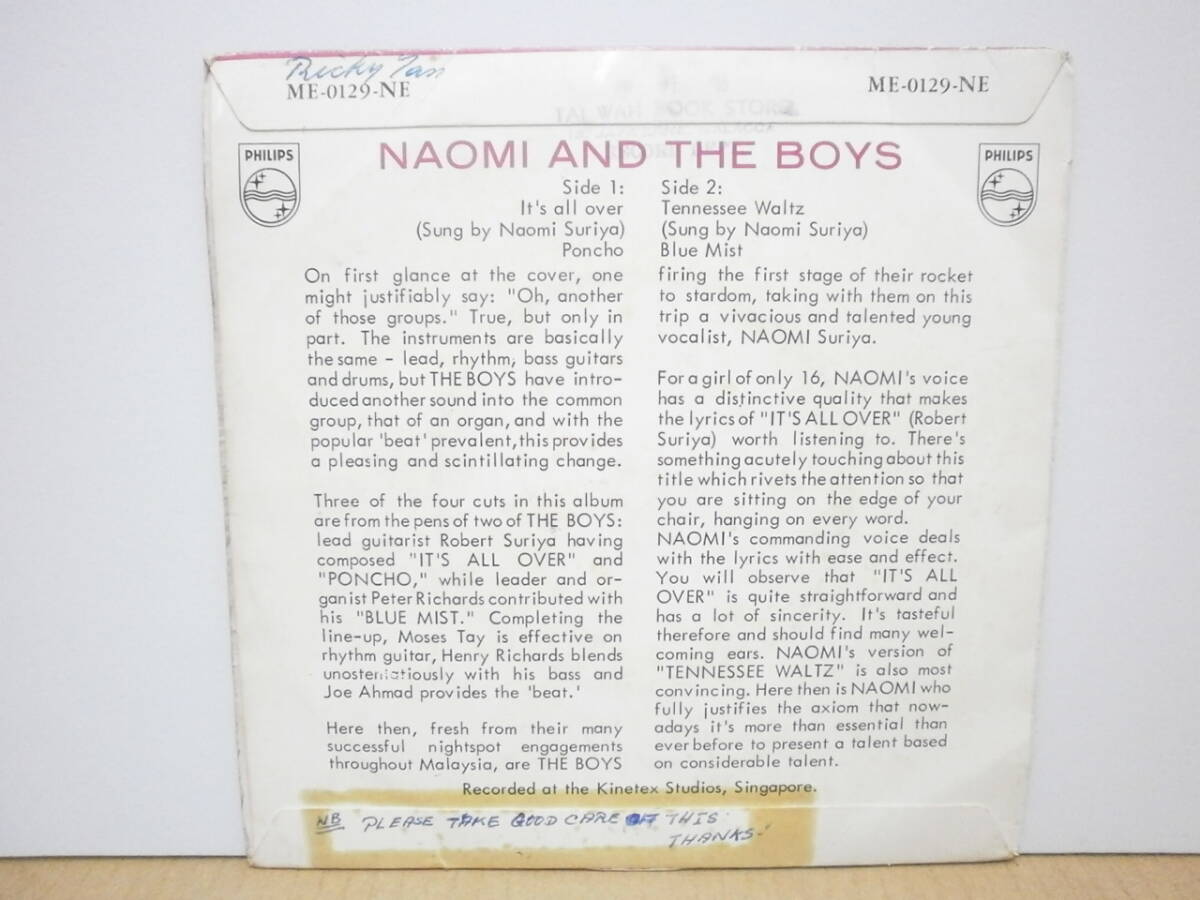 Ricky Tan
ME-0129-NE
ME-0129-NE
TAI WAH BOOK STORE
PHILIPS
PHILIPS
NAOMI AND THE BOYS
Side 1:
It's all over
(Sung by Naomi Suriya)
Poncho
On first glance at the cover, one
might justifiably say: "Oh, another
of those groups." True, but only in
part. The instruments are basically
the same - lead, rhythm, bass guitars
and drums, but THE BOYS have intro-
duced another sound into the common
group, that of an organ, and with the
popular 'beat' prevalent, this provides
a pleasing and scintillating change.
Three of the four cuts in this album
are from the pens of two of THE BOYS:
lead guitarist Robert Suriya having
composed "IT'S ALL OVER" and
"PONCHO," while leader and or-
ganist Peter Richards contributed with
his "BLUE MIST." Completing the
line-up, Moses Tay is effective on
rhythm guitar, Henry Richards blends
unostentatiously with his bass and
Joe Ahmad provides the 'beat.'
Here then, fresh from their many
successful nightspot engagements
throughout Malaysia, are THE BOYS
Side 2:
Tennessee Waltz
(Sung by Naomi Suriya)
Blue Mist
firing the first stage of their rocket
to stardom, taking with them on this
trip a vivacious and talented young
vocalist, NAOMI Suriya.
For a girl of only 16, NAOMI's voice
has a distinctive quality that makes
the lyrics of "IT'S ALL OVER" (Robert
Suriya) worth listening to. There's
something acutely touching about this
title which rivets the attention so that
you are sitting on the edge of your
chair, hanging on every word.
NAOMI's commanding voice deals
with the lyrics with ease and effect.
You will observe that "IT'S ALL
OVER" is quite straightforward and
has a lot of sincerity. It's tasteful
therefore and should find many wel-
coming ears. NAOMI's version of
"TENNESSEE WALTZ" is also most
convincing. Here then is NAOMI who
fully justifies the axiom that now-
adays it's more than essential than
ever before to present a talent based
on considerable talent.
Recorded at the Kinetex Studios, Singapore.
NB PLEASE TAKE GOOD CARE OF THIS
THANKS